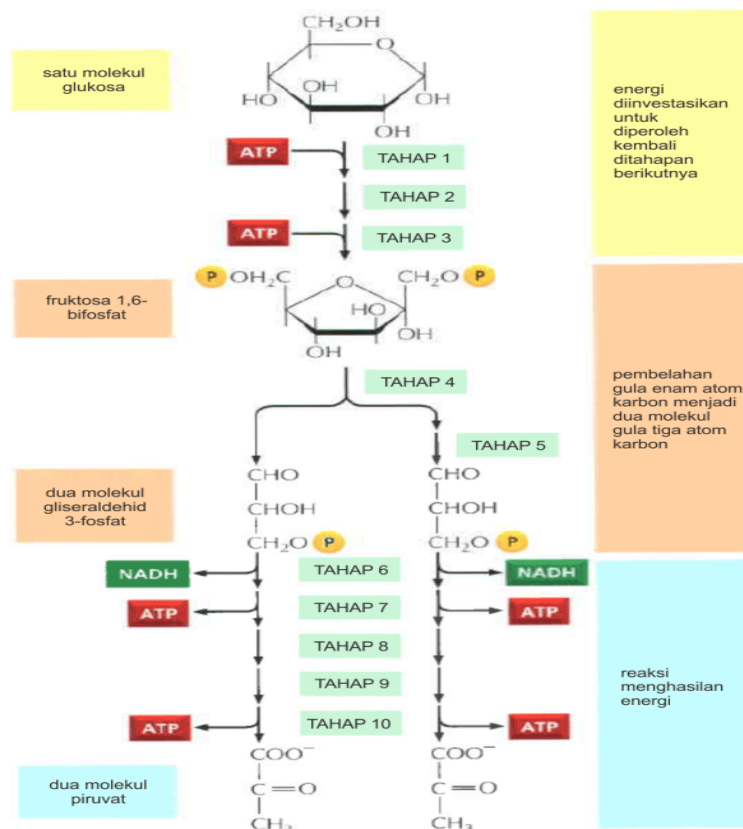 CH₂OH
O
satu molekul
glukosa
OH
HO
OH
OH
energi
diinvestasikan
untuk
diperoleh
kembali
ditahapan
berikutnya
ATP
TAHAP 1
TAHAP 2
ATP
TAHAP 3
P OH₂C
O
CH₂O P
fruktosa 1,6-
bifosfat
HO
OH
OH
TAHAP 4
pembelahan
gula enam atom
karbon menjadi
dua molekul
gula tiga atom
karbon
TAHAP 5
CHO
CHO
dua molekul
gliseraldehid
3-fosfat
CHOH
CHOH
CH₂O P
CH₂O P
NADH
TAHAP 6
NADH
ATP
TAHAP 7
ATP
TAHAP 8
reaksi
menghasilan
energi
TAHAP 9
ATP
TAHAP 10
ATP
COO⁻
COO⁻
dua molekul
piruvat
C=O
C=O
CH₃
CH₃